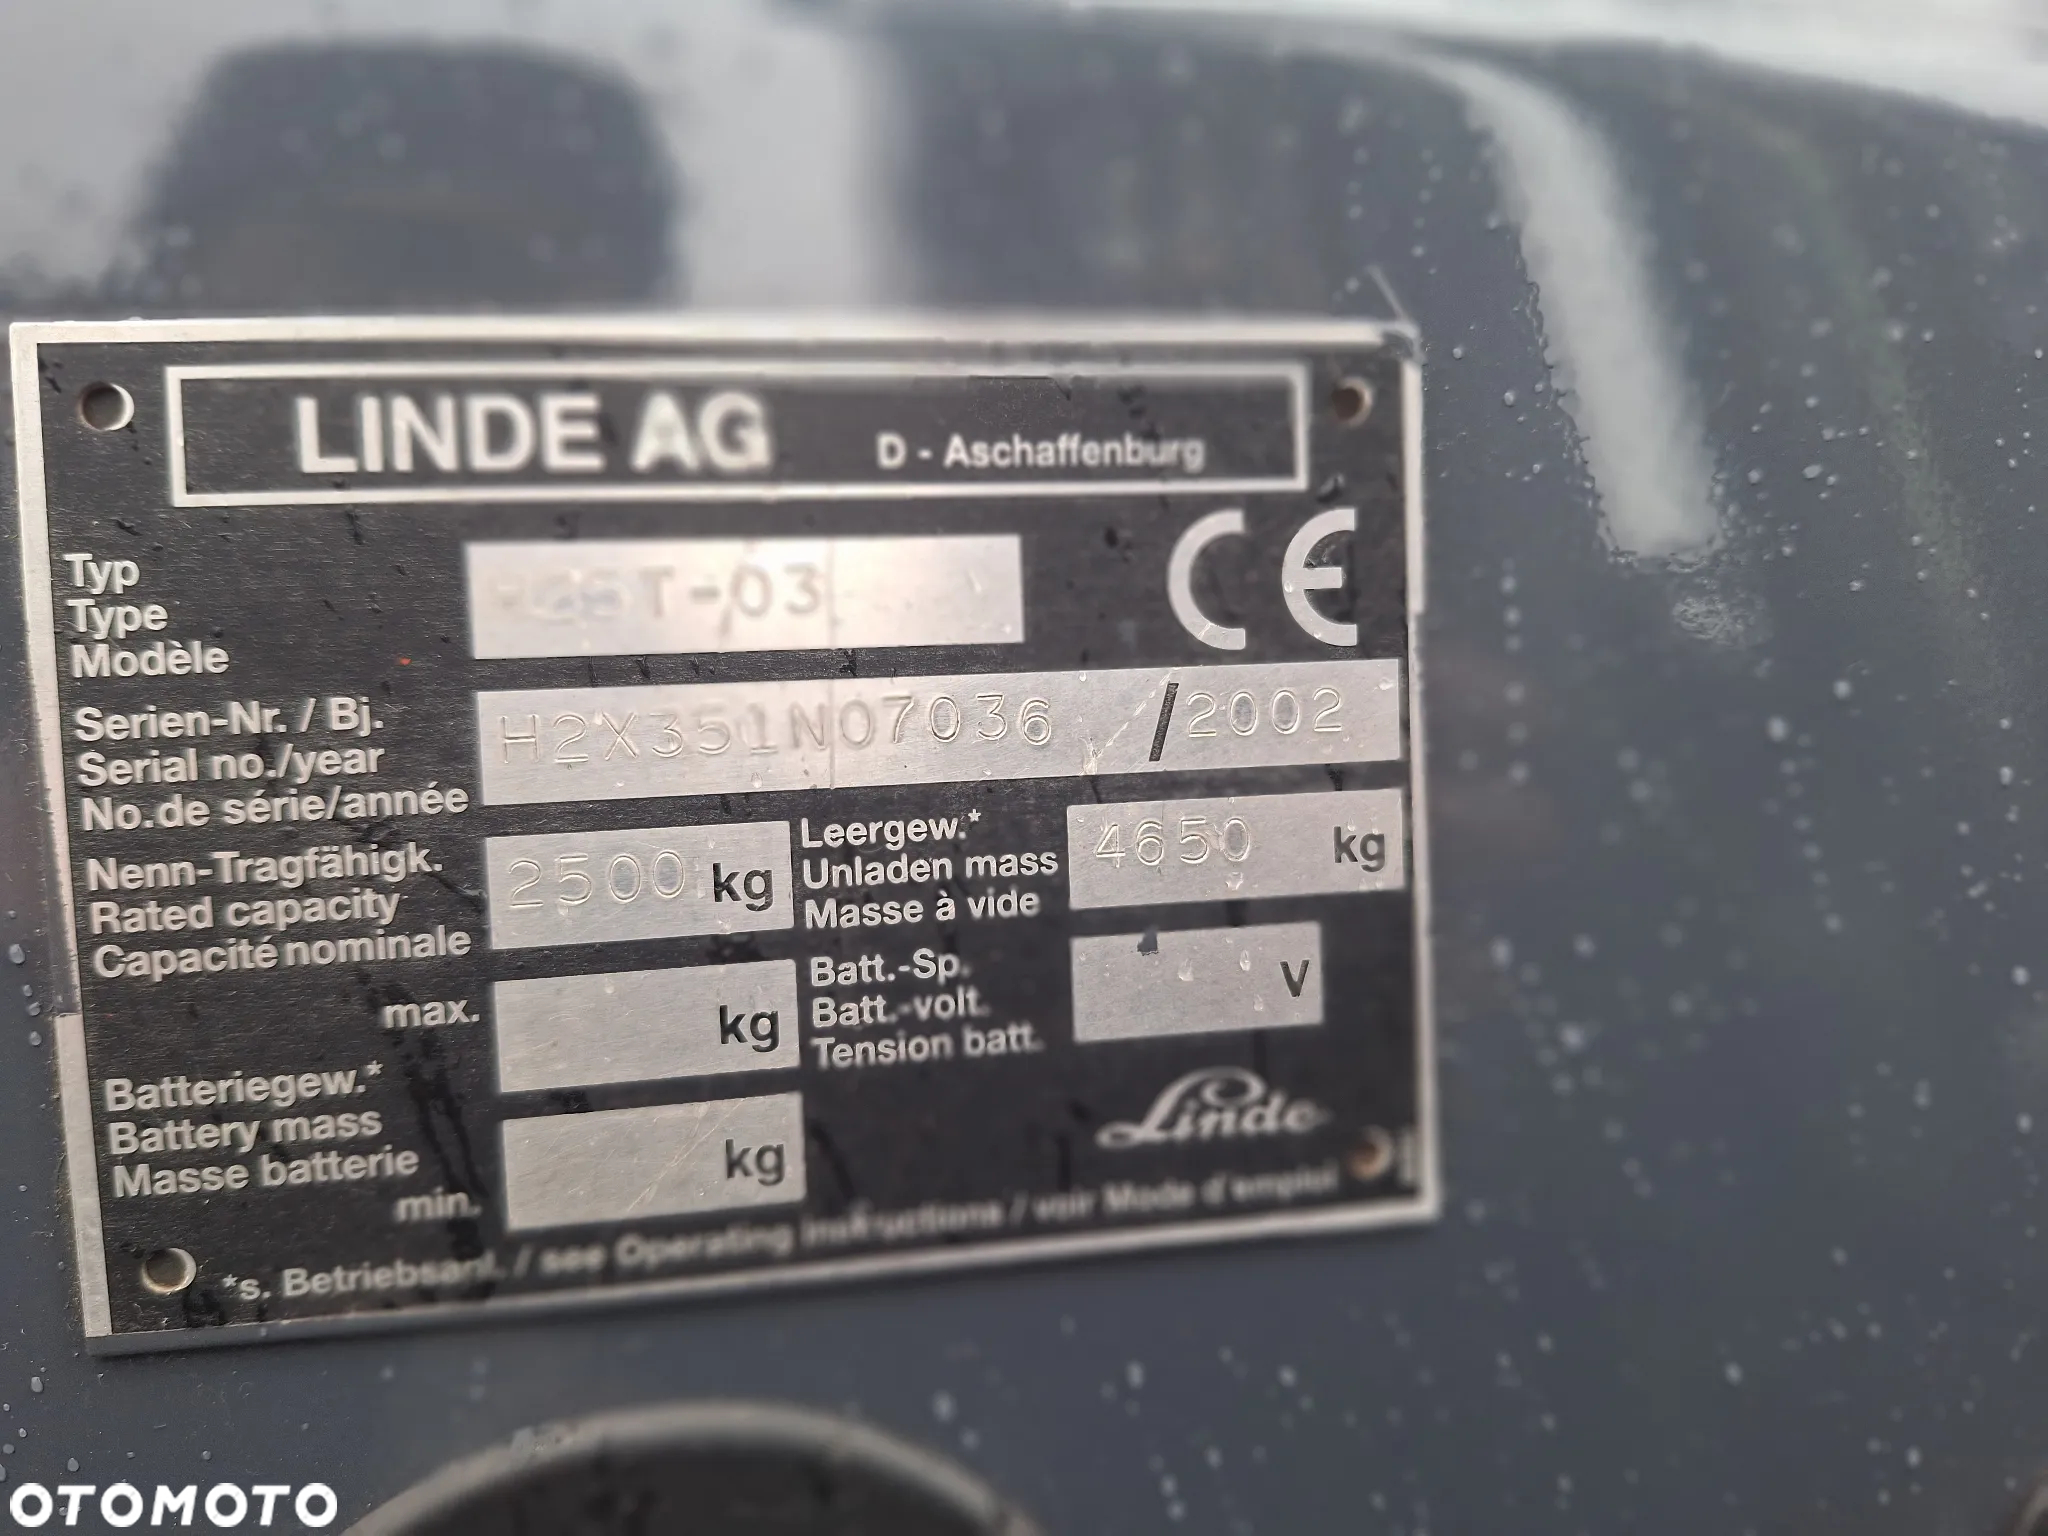 LINDE AG D - Aschaffenburg
Typ
Type
Modèle
T-03
CE
Serien-Nr. / Bj.
Serial no./year
No.de série/année
H2X351N07036 / 2002
Nenn-Tragfähigk.
Rated capacity
Capacité nominale
2500 kg
Leergew.*
Unladen mass
Masse à vide
4650 kg
max. kg
Batt.-Sp.
Batt.-volt.
Tension batt.
V
Batteriegew.*
Battery mass
Masse batterie
min. kg
Linde
*s. Betriebsanl. / see Operating instructions / voir Mode d'emploi
OTOMOTO